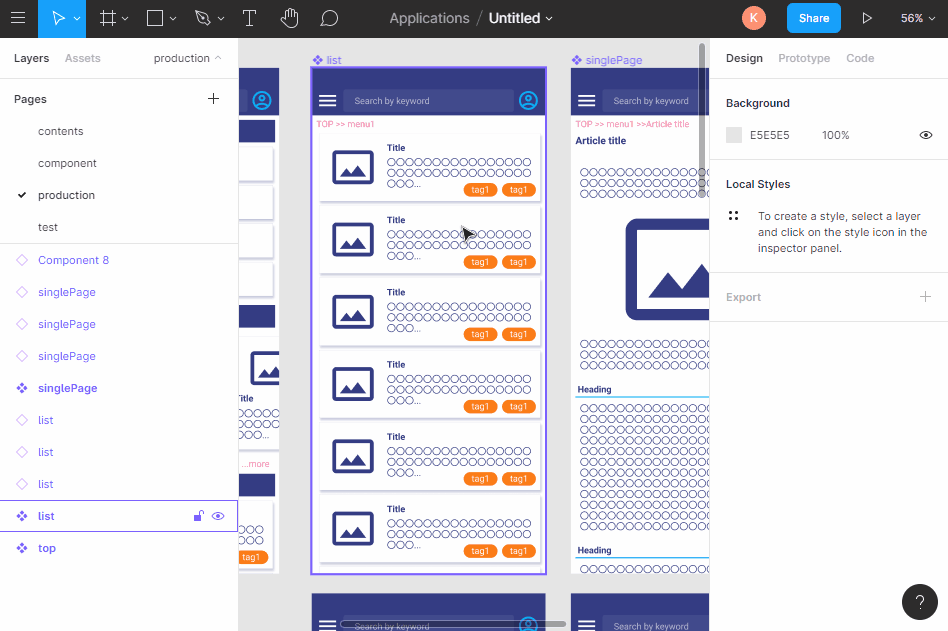 Applications / Untitled
K
Share
56%
Layers
Assets
production
Pages
contents
component
production
test
Component 8
singlePage
singlePage
singlePage
singlePage
list
list
list
list
top
...more
tag1
list
Search by keyword
TOP >> menu1
Title
...
tag1
tag1
Title
...
tag1
tag1
Title
...
tag1
tag1
Title
...
tag1
tag1
Title
...
tag1
tag1
Title
...
tag1
tag1
Search by keyword
singlePage
Search by keyword
TOP >> menu1 >>Article title
Article title
Heading
Heading
Search by keyword
Design
Prototype
Code
Background
E5E5E5
100%
Local Styles
To create a style, select a layer
and click on the style icon in the
inspector panel.
Export
?